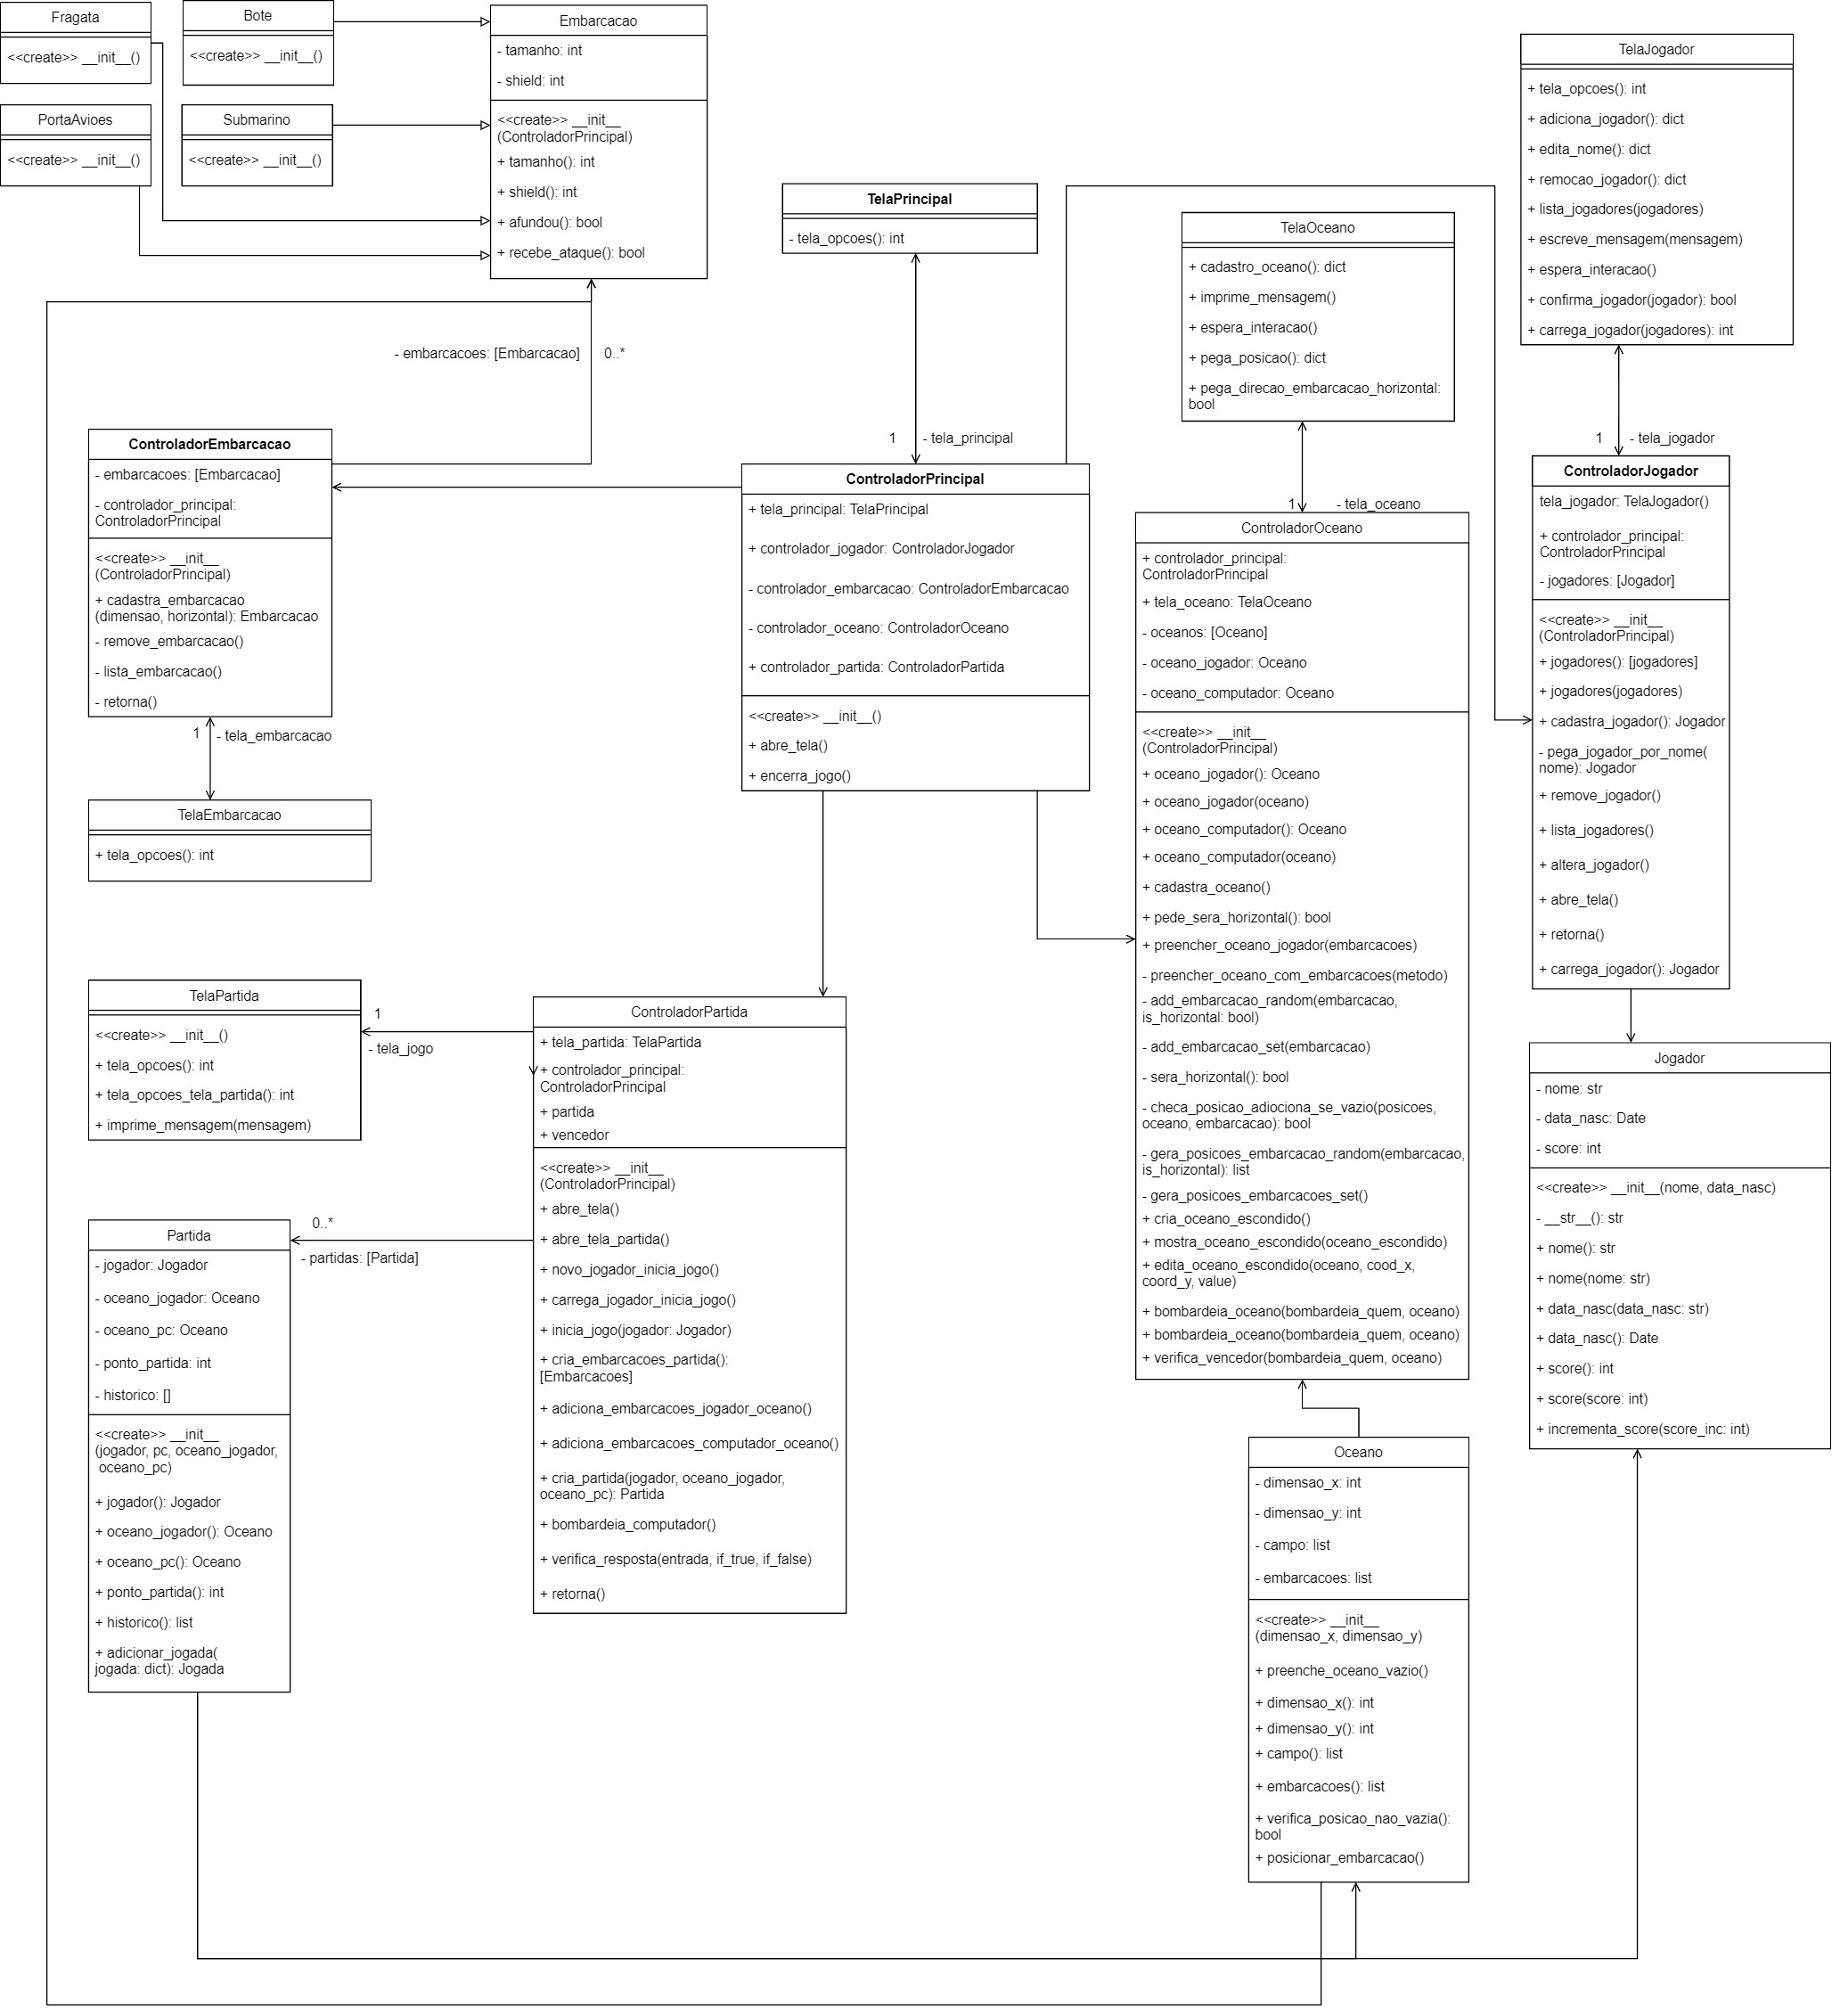 Fragata
<<create>> __init__()
Bote
<<create>> __init__()
PortaAvioes
<<create>> __init__()
Submarino
<<create>> __init__()
Embarcacao
- tamanho: int
- shield: int
<<create>> __init__
(ControladorPrincipal)
+ tamanho(): int
+ shield(): int
+ afundou(): bool
+ recebe_ataque(): bool
- embarcacoes: [Embarcacao]
0..*
TelaPrincipal
- tela_opcoes(): int
1
- tela_principal
TelaOceano
+ cadastro_oceano(): dict
+ imprime_mensagem()
+ espera_interacao()
+ pega_posicao(): dict
+ pega_direcao_embarcacao_horizontal:
bool
1
- tela_oceano
TelaJogador
+ tela_opcoes(): int
+ adiciona_jogador(): dict
+ edita_nome(): dict
+ remocao_jogador(): dict
+ lista_jogadores(jogadores)
+ escreve_mensagem(mensagem)
+ espera_interacao()
+ confirma_jogador(jogador): bool
+ carrega_jogador(jogadores): int
1
- tela_jogador
ControladorEmbarcacao
- embarcacoes: [Embarcacao]
- controlador_principal:
ControladorPrincipal
<<create>> __init__
(ControladorPrincipal)
+ cadastra_embarcacao
(dimensao, horizontal): Embarcacao
- remove_embarcacao()
- lista_embarcacao()
- retorna()
1
- tela_embarcacao
TelaEmbarcacao
+ tela_opcoes(): int
ControladorPrincipal
+ tela_principal: TelaPrincipal
+ controlador_jogador: ControladorJogador
- controlador_embarcacao: ControladorEmbarcacao
- controlador_oceano: ControladorOceano
+ controlador_partida: ControladorPartida
<<create>> __init__()
+ abre_tela()
+ encerra_jogo()
ControladorOceano
+ controlador_principal:
ControladorPrincipal
+ tela_oceano: TelaOceano
- oceanos: [Oceano]
- oceano_jogador: Oceano
- oceano_computador: Oceano
<<create>> __init__
(ControladorPrincipal)
+ oceano_jogador(): Oceano
+ oceano_jogador(oceano)
+ oceano_computador(): Oceano
+ oceano_computador(oceano)
+ cadastra_oceano()
+ pede_sera_horizontal(): bool
+ preencher_oceano_jogador(embarcacoes)
- preencher_oceano_com_embarcacoes(metodo)
- add_embarcacao_random(embarcacao,
is_horizontal: bool)
- add_embarcacao_set(embarcacao)
- sera_horizontal(): bool
- checa_posicao_adiociona_se_vazio(posicoes,
oceano, embarcacao): bool
- gera_posicoes_embarcacao_random(embarcacao,
is_horizontal): list
- gera_posicoes_embarcacoes_set()
+ cria_oceano_escondido()
+ mostra_oceano_escondido(oceano_escondido)
+ edita_oceano_escondido(oceano, cood_x,
coord_y, value)
+ bombardeia_oceano(bombardeia_quem, oceano)
+ bombardeia_oceano(bombardeia_quem, oceano)
+ verifica_vencedor(bombardeia_quem, oceano)
ControladorJogador
tela_jogador: TelaJogador()
+ controlador_principal:
ControladorPrincipal
- jogadores: [Jogador]
<<create>> __init__
(ControladorPrincipal)
+ jogadores(): [jogadores]
+ jogadores(jogadores)
+ cadastra_jogador(): Jogador
- pega_jogador_por_nome(
nome): Jogador
+ remove_jogador()
+ lista_jogadores()
+ altera_jogador()
+ abre_tela()
+ retorna()
+ carrega_jogador(): Jogador
TelaPartida
<<create>> __init__()
+ tela_opcoes(): int
+ tela_opcoes_tela_partida(): int
+ imprime_mensagem(mensagem)
1
- tela_jogo
ControladorPartida
+ tela_partida: TelaPartida
+ controlador_principal:
ControladorPrincipal
+ partida
+ vencedor
<<create>> __init__
(ControladorPrincipal)
+ abre_tela()
+ abre_tela_partida()
+ novo_jogador_inicia_jogo()
+ carrega_jogador_inicia_jogo()
+ inicia_jogo(jogador: Jogador)
+ cria_embarcacoes_partida():
[Embarcacoes]
+ adiciona_embarcacoes_jogador_oceano()
+ adiciona_embarcacoes_computador_oceano()
+ cria_partida(jogador, oceano_jogador,
oceano_pc): Partida
+ bombardeia_computador()
+ verifica_resposta(entrada, if_true, if_false)
+ retorna()
0..*
- partidas: [Partida]
Partida
- jogador: Jogador
- oceano_jogador: Oceano
- oceano_pc: Oceano
- ponto_partida: int
- historico: []
<<create>> __init__
(jogador, pc, oceano_jogador,
oceano_pc)
+ jogador(): Jogador
+ oceano_jogador(): Oceano
+ oceano_pc(): Oceano
+ ponto_partida(): int
+ historico(): list
+ adicionar_jogada(
jogada: dict): Jogada
Jogador
- nome: str
- data_nasc: Date
- score: int
<<create>> __init__(nome, data_nasc)
- __str__(): str
+ nome(): str
+ nome(nome: str)
+ data_nasc(data_nasc: str)
+ data_nasc(): Date
+ score(): int
+ score(score: int)
+ incrementa_score(score_inc: int)
Oceano
- dimensao_x: int
- dimensao_y: int
- campo: list
- embarcacoes: list
<<create>> __init__
(dimensao_x, dimensao_y)
+ preenche_oceano_vazio()
+ dimensao_x(): int
+ dimensao_y(): int
+ campo(): list
+ embarcacoes(): list
+ verifica_posicao_nao_vazia():
bool
+ posicionar_embarcacao()